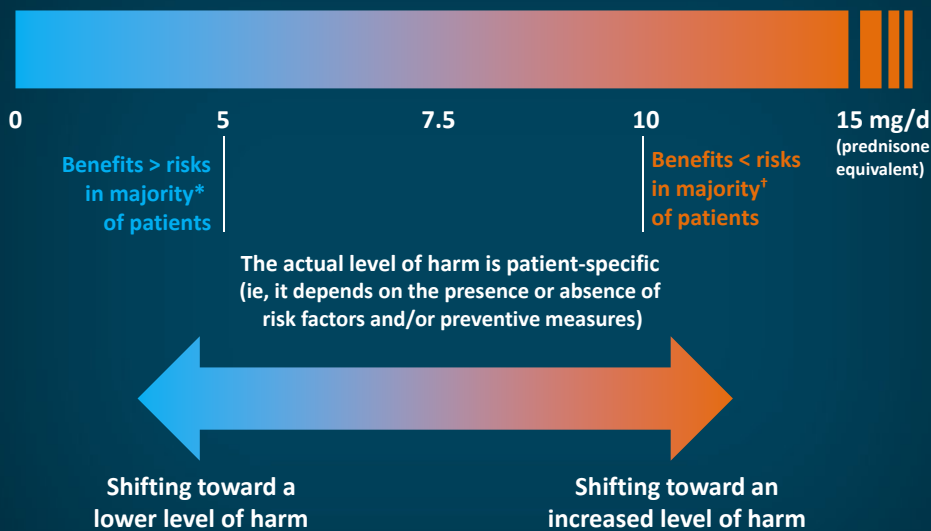 0
5
7.5
10
15 mg/d
(prednisone
equivalent)
Benefits > risks
in majority*
of patients
Benefits < risks
in majority†
of patients
The actual level of harm is patient-specific
(ie, it depends on the presence or absence of
risk factors and/or preventive measures)
Shifting toward a
lower level of harm
Shifting toward an
increased level of harm